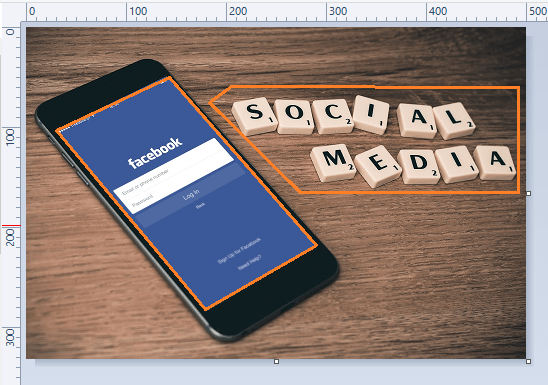 0 100 200 300 400 500
0
100
200
300
SOCIAL
MEDIA
facebook
Email or phone number
Password
Log In
Sign Up for Facebook
Need Help?